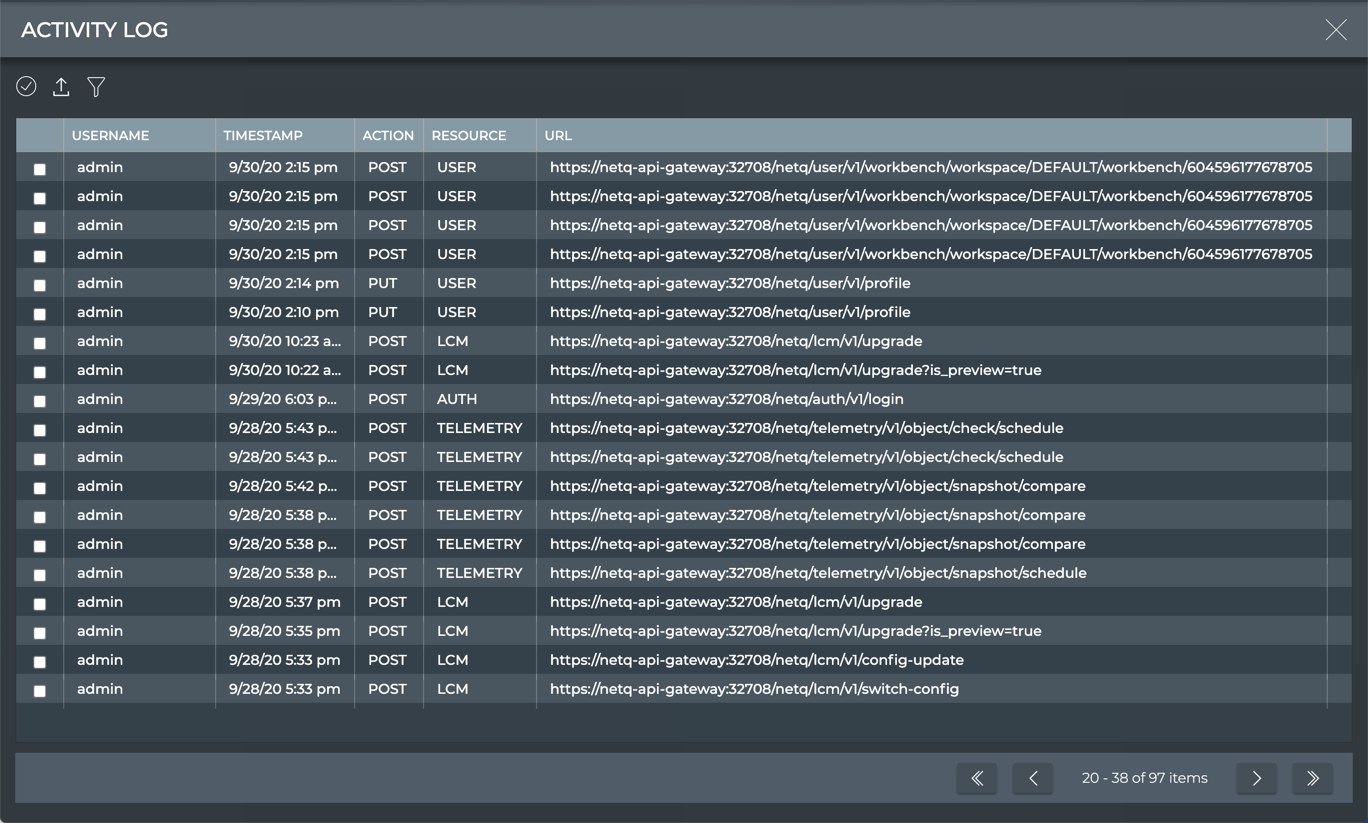 ACTIVITY LOG
USERNAME TIMESTAMP ACTION RESOURCE URL
admin 9/30/20 2:15 pm POST USER https://netq-api-gateway:32708/netq/user/v1/workbench/workspace/DEFAULT/workbench/604596177678705
admin 9/30/20 2:15 pm POST USER https://netq-api-gateway:32708/netq/user/v1/workbench/workspace/DEFAULT/workbench/604596177678705
admin 9/30/20 2:15 pm POST USER https://netq-api-gateway:32708/netq/user/v1/workbench/workspace/DEFAULT/workbench/604596177678705
admin 9/30/20 2:15 pm POST USER https://netq-api-gateway:32708/netq/user/v1/workbench/workspace/DEFAULT/workbench/604596177678705
admin 9/30/20 2:14 pm PUT USER https://netq-api-gateway:32708/netq/user/v1/profile
admin 9/30/20 2:10 pm PUT USER https://netq-api-gateway:32708/netq/user/v1/profile
admin 9/30/20 10:23 a... POST LCM https://netq-api-gateway:32708/netq/lcm/v1/upgrade
admin 9/30/20 10:22 a... POST LCM https://netq-api-gateway:32708/netq/lcm/v1/upgrade?is_preview=true
admin 9/29/20 6:03 p... POST AUTH https://netq-api-gateway:32708/netq/auth/v1/login
admin 9/28/20 5:43 p... POST TELEMETRY https://netq-api-gateway:32708/netq/telemetry/v1/object/check/schedule
admin 9/28/20 5:43 p... POST TELEMETRY https://netq-api-gateway:32708/netq/telemetry/v1/object/check/schedule
admin 9/28/20 5:42 p... POST TELEMETRY https://netq-api-gateway:32708/netq/telemetry/v1/object/snapshot/compare
admin 9/28/20 5:38 p... POST TELEMETRY https://netq-api-gateway:32708/netq/telemetry/v1/object/snapshot/compare
admin 9/28/20 5:38 p... POST TELEMETRY https://netq-api-gateway:32708/netq/telemetry/v1/object/snapshot/compare
admin 9/28/20 5:38 p... POST TELEMETRY https://netq-api-gateway:32708/netq/telemetry/v1/object/snapshot/schedule
admin 9/28/20 5:37 pm POST LCM https://netq-api-gateway:32708/netq/lcm/v1/upgrade
admin 9/28/20 5:35 pm POST LCM https://netq-api-gateway:32708/netq/lcm/v1/upgrade?is_preview=true
admin 9/28/20 5:33 pm POST LCM https://netq-api-gateway:32708/netq/lcm/v1/config-update
admin 9/28/20 5:33 pm POST LCM https://netq-api-gateway:32708/netq/lcm/v1/switch-config
20 - 38 of 97 items